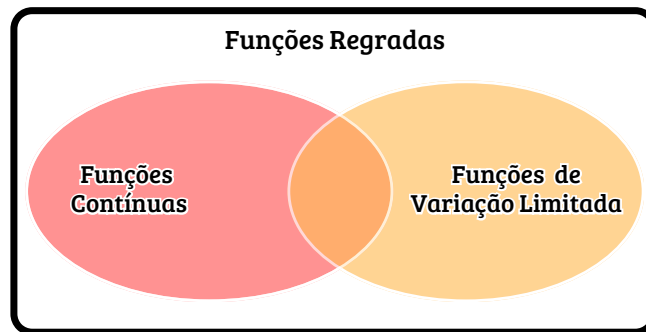 Funções Regradas
Funções
Contínuas
Funções de
Variação Limitada